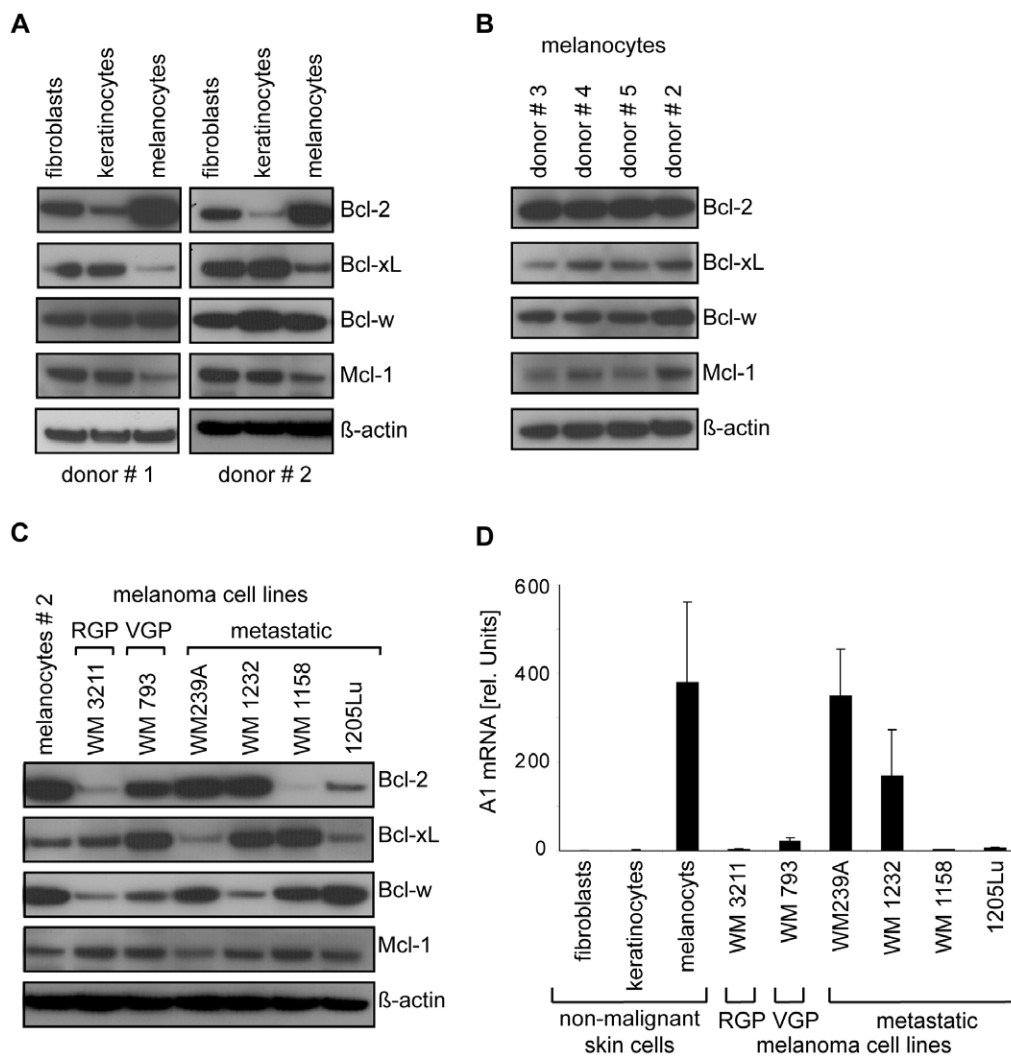 A
fibroblasts
keratinocytes
melanocytes
fibroblasts
keratinocytes
melanocytes
Bcl-2
Bcl-xL
Bcl-w
Mcl-1
ß-actin
donor # 1
donor # 2
B
melanocytes
donor # 3
donor # 4
donor # 5
donor # 2
Bcl-2
Bcl-xL
Bcl-w
Mcl-1
ß-actin
C
melanocytes # 2
melanoma cell lines
RGP
VGP
metastatic
WM 3211
WM 793
WM239A
WM 1232
WM 1158
1205Lu
Bcl-2
Bcl-xL
Bcl-w
Mcl-1
ß-actin
D
A1 mRNA [rel. Units]
600
400
200
0
fibroblasts
keratinocytes
melanocyts
WM 3211
WM 793
WM239A
WM 1232
WM 1158
1205Lu
non-malignant
skin cells
RGP
VGP
metastatic
melanoma cell lines